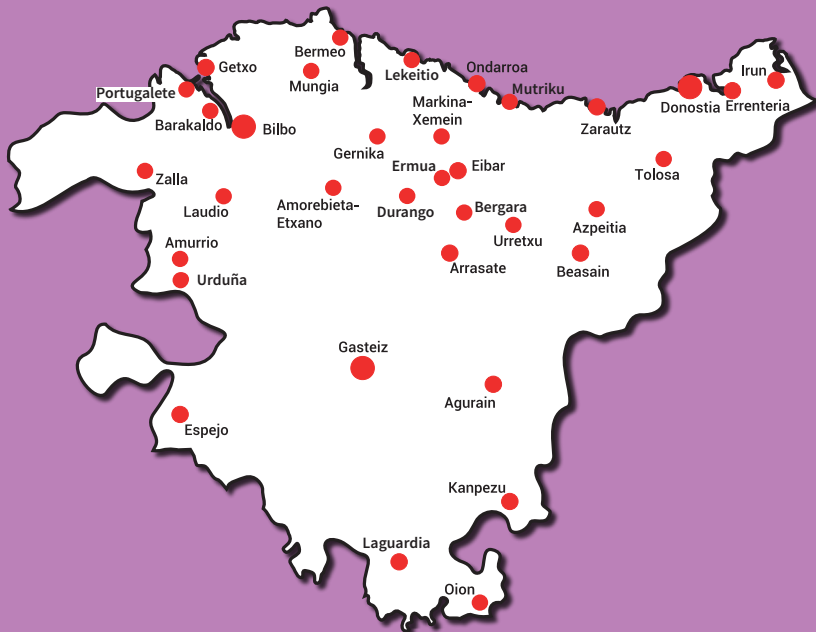 Bermeo
Getxo
Mungia
Lekeitio
Ondarroa
Irun
Portugalete
Mutriku
Markina-
Xemein
Donostia
Errenteria
Barakaldo
Bilbo
Zarautz
Gernika
Ermua
Eibar
Tolosa
Zalla
Laudio
Amorebieta-
Etxano
Durango
Bergara
Urretxu
Azpeitia
Amurrio
Arrasate
Beasain
Urduña
Gasteiz
Agurain
Espejo
Kanpezu
Laguardia
Oion